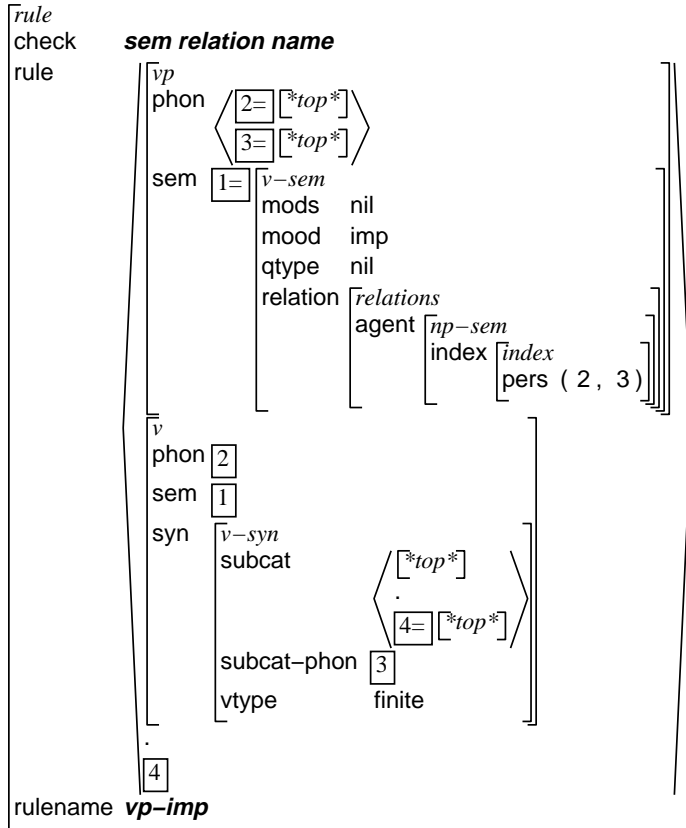 rule
check sem relation name
rule vp
phon 2= *top*
3= *top*
sem 1= v−sem
mods nil
mood imp
qtype nil
relation relations
agent np−sem
index index
pers ( 2 , 3 )
v
phon 2
sem 1
syn v−syn
subcat *top*
.
4= *top*
subcat−phon 3
vtype finite
.
4
rulename vp−imp